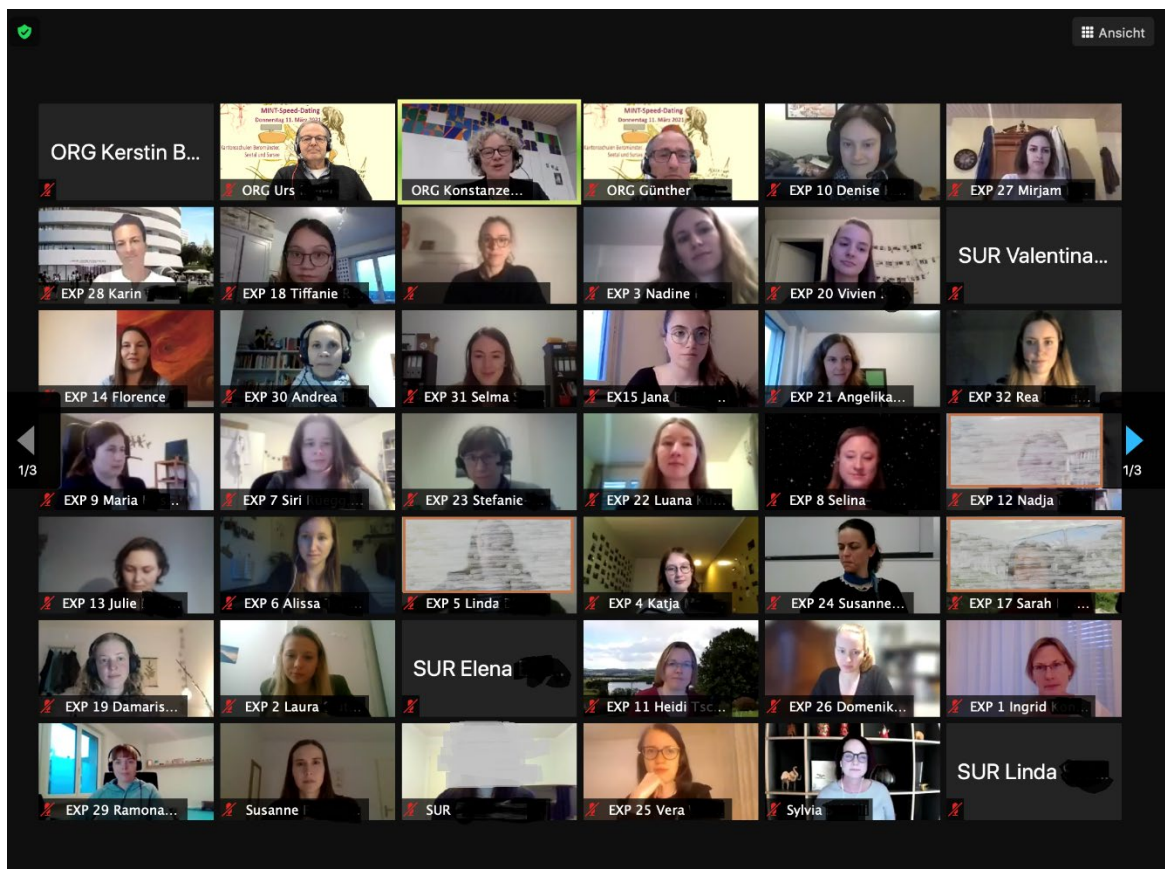 Ansicht
ORG Kerstin B...
MINT-Speed-Dating
Donnerstag 11. März 2021
ORG Urs
ORG Konstanze...
MINT-Speed-Dating
Donnerstag 11. März 2021
ORG Günther
EXP 10 Denise
EXP 27 Mirjam
EXP 28 Karin
EXP 18 Tiffanie
EXP 3 Nadine
EXP 20 Vivien
SUR Valentina...
EXP 14 Florence
EXP 30 Andrea
EXP 31 Selma
EX15 Jana ..
EXP 21 Angelika...
EXP 32 Rea
1/3
EXP 9 Maria ..
EXP 7 Siri
EXP 23 Stefanie
EXP 22 Luana
EXP 8 Selina
EXP 12 Nadja
1/3
EXP 13 Julie
EXP 6 Alissa
EXP 5 Linda
EXP 4 Katja
EXP 24 Susanne...
EXP 17 Sarah ...
EXP 19 Damaris...
EXP 2 Laura
SUR Elena
EXP 11 Heidi Tsc...
EXP 26 Domenik...
EXP 1 Ingrid
EXP 29 Ramona...
Susanne
SUR
EXP 25 Vera
Sylvia
SUR Linda